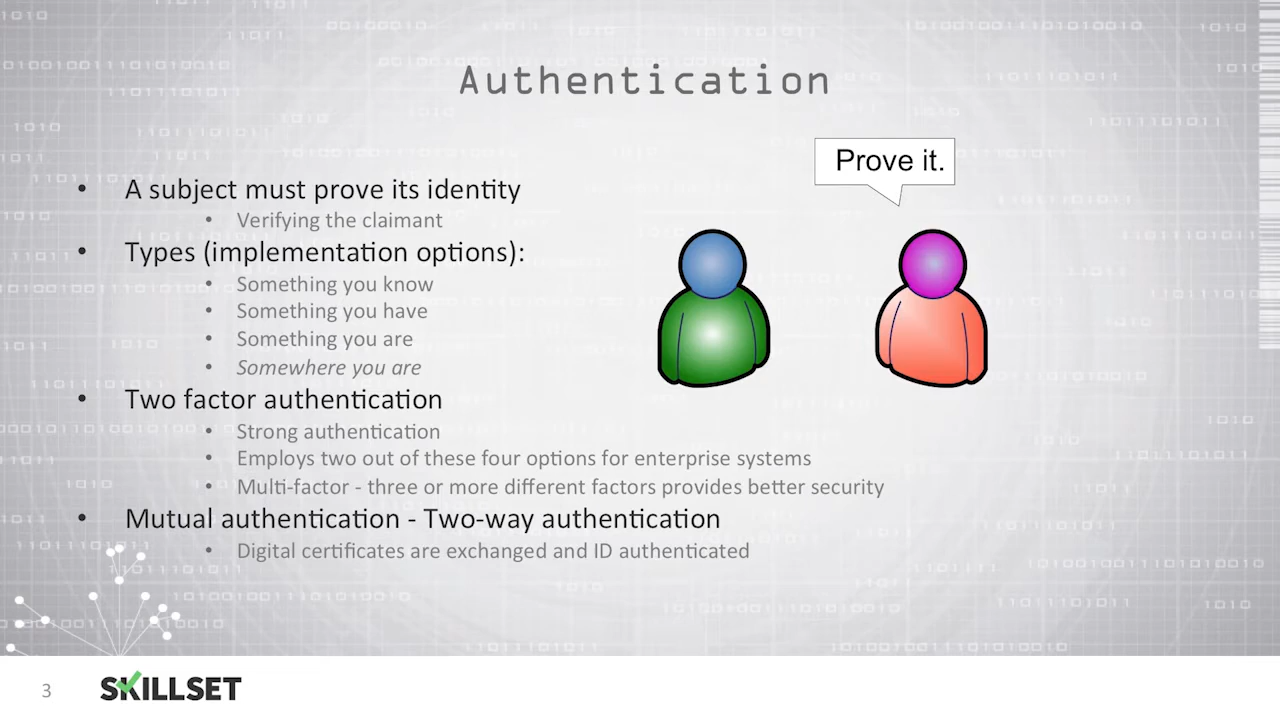 Authentication
Prove it.
• A subject must prove its identity
• Verifying the claimant
• Types (implementation options):
• Something you know
• Something you have
• Something you are
• Somewhere you are
• Two factor authentication
• Strong authentication
• Employs two out of these four options for enterprise systems
• Multi-factor - three or more different factors provides better security
• Mutual authentication - Two-way authentication
• Digital certificates are exchanged and ID authenticated
3
SKILLSET